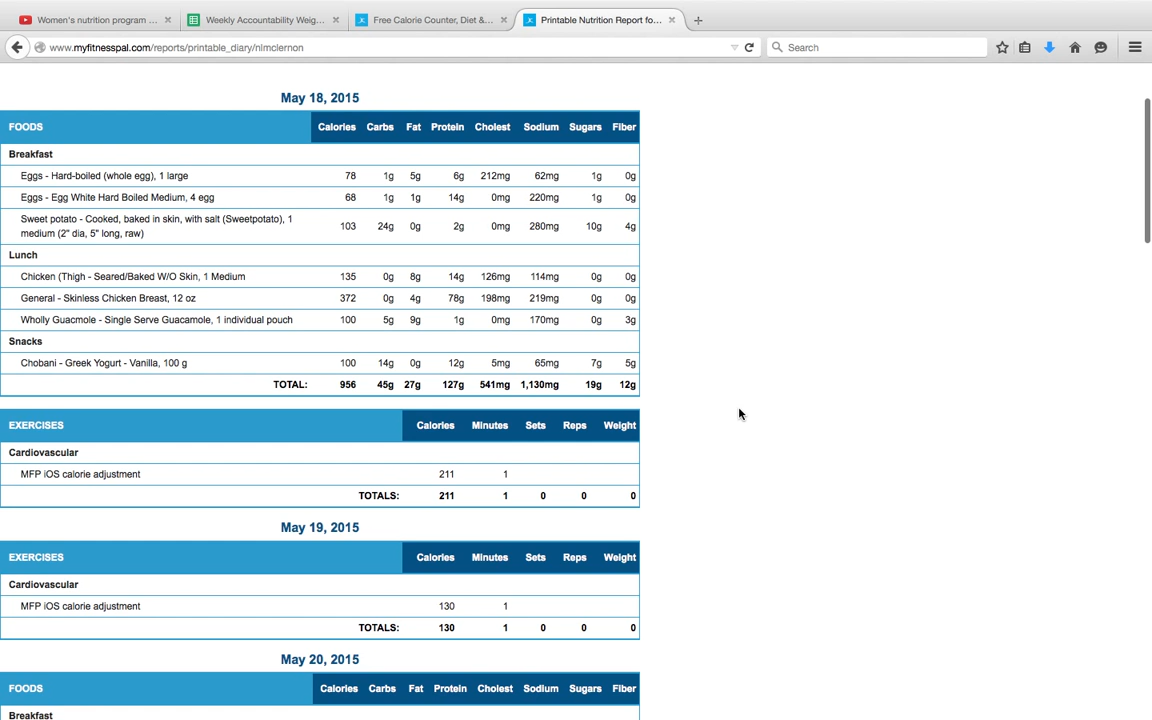 Women's nutrition program ...
Weekly Accountability Weig...
Free Calorie Counter, Diet &...
Printable Nutrition Report fo...
www.myfitnesspal.com/reports/printable_diary/nlmclernon
Search
May 18, 2015
FOODS Calories Carbs Fat Protein Cholest Sodium Sugars Fiber
Breakfast
Eggs - Hard-boiled (whole egg), 1 large 78 1g 5g 6g 212mg 62mg 1g 0g
Eggs - Egg White Hard Boiled Medium, 4 egg 68 1g 1g 14g 0mg 220mg 1g 0g
Sweet potato - Cooked, baked in skin, with salt (Sweetpotato), 1
medium (2" dia, 5" long, raw) 103 24g 0g 2g 0mg 280mg 10g 4g
Lunch
Chicken (Thigh - Seared/Baked W/O Skin, 1 Medium 135 0g 8g 14g 126mg 114mg 0g 0g
General - Skinless Chicken Breast, 12 oz 372 0g 4g 78g 198mg 219mg 0g 0g
Wholly Guacmole - Single Serve Guacamole, 1 individual pouch 100 5g 9g 1g 0mg 170mg 0g 3g
Snacks
Chobani - Greek Yogurt - Vanilla, 100 g 100 14g 0g 12g 5mg 65mg 7g 5g
TOTAL: 956 45g 27g 127g 541mg 1,130mg 19g 12g
EXERCISES Calories Minutes Sets Reps Weight
Cardiovascular
MFP iOS calorie adjustment 211 1
TOTALS: 211 1 0 0 0
May 19, 2015
EXERCISES Calories Minutes Sets Reps Weight
Cardiovascular
MFP iOS calorie adjustment 130 1
TOTALS: 130 1 0 0 0
May 20, 2015
FOODS Calories Carbs Fat Protein Cholest Sodium Sugars Fiber
Breakfast